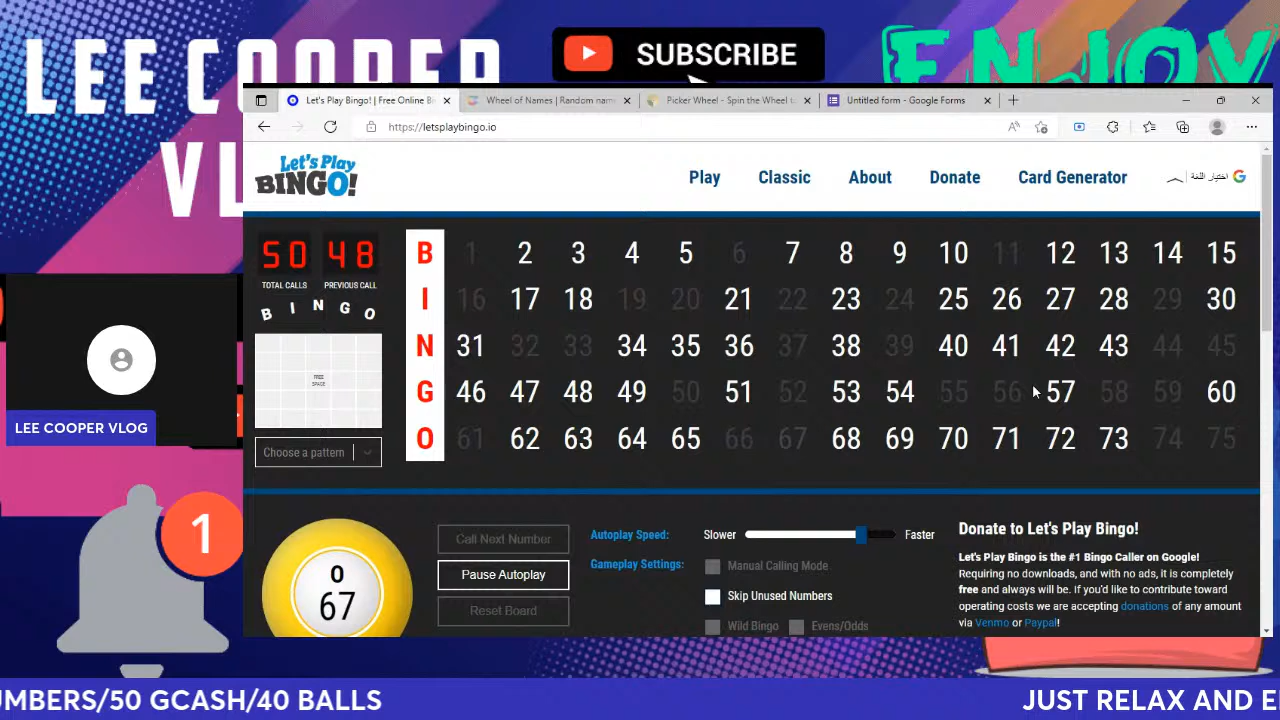 LEE COOPER
VL
SUBSCRIBE
ENJOY
Let's Play Bingo! | Free Online Bi
Wheel of Names | Random nam
Picker Wheel - Spin the Wheel t
Untitled form - Google Forms
https://letsplaybingo.io
Let's Play
BINGO!
Play
Classic
About
Donate
Card Generator
اختيار اللغة
50 48
TOTAL CALLS PREVIOUS CALL
B I N G O
FREE
SPACE
Choose a pattern
B 1 2 3 4 5 6 7 8 9 10 11 12 13 14 15
I 16 17 18 19 20 21 22 23 24 25 26 27 28 29 30
N 31 32 33 34 35 36 37 38 39 40 41 42 43 44 45
G 46 47 48 49 50 51 52 53 54 55 56 57 58 59 60
O 61 62 63 64 65 66 67 68 69 70 71 72 73 74 75
LEE COOPER VLOG
1
O
67
Call Next Number
Pause Autoplay
Reset Board
Autoplay Speed: Slower Faster
Gameplay Settings: Manual Calling Mode
Skip Unused Numbers
Wild Bingo Evens/Odds
Donate to Let's Play Bingo!
Let's Play Bingo is the #1 Bingo Caller on Google!
Requiring no downloads, and with no ads, it is completely
free and always will be. If you'd like to contribute toward
operating costs we are accepting donations of any amount
via Venmo or Paypal!
UMBERS/50 GCASH/40 BALLS
JUST RELAX AND E